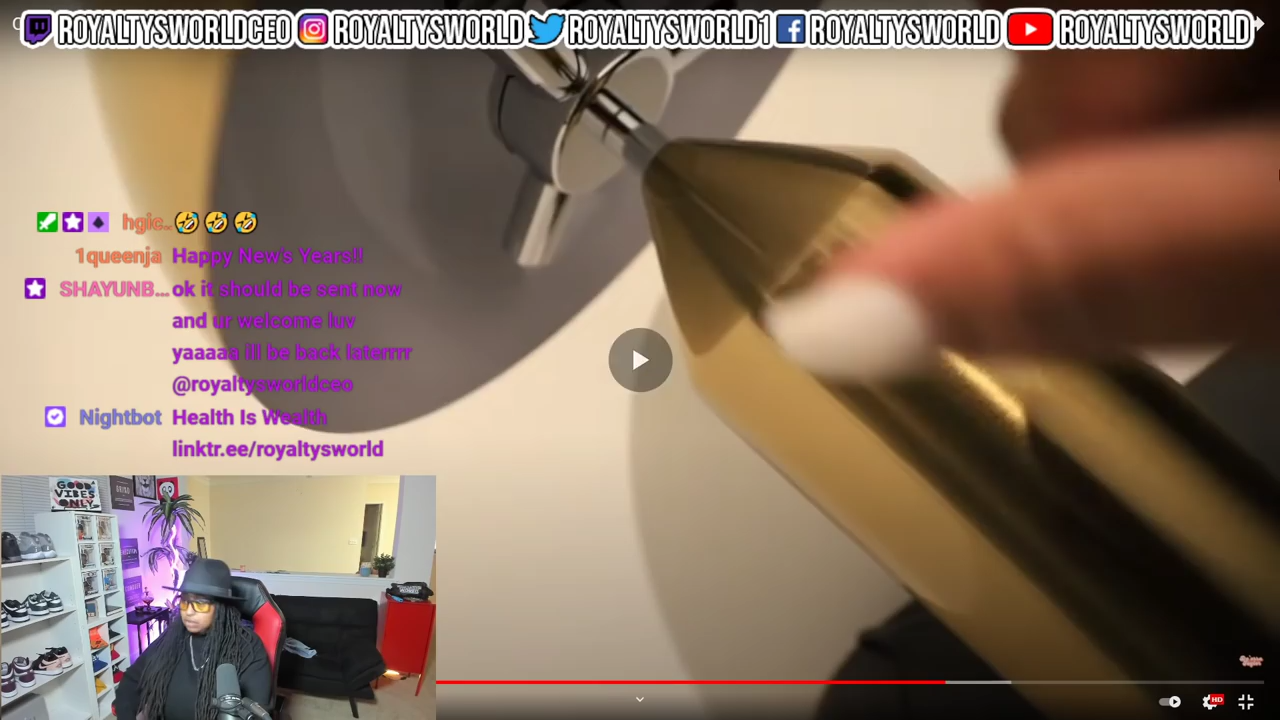 ROYALTYSWORLDCEO ROYALTYSWORLD ROYALTYSWORLD1 ROYALTYSWORLD ROYALTYSWORLD
hgic...🤣 🤣 🤣
1queenja Happy New's Years!!
SHAYUNB... ok it should be sent now
and ur welcome luv
yaaaaa ill be back laterrrr
@royaltysworldceo
Nightbot Health Is Wealth
linktr.ee/royaltysworld
GOOD
VIBES
ONLY
HD